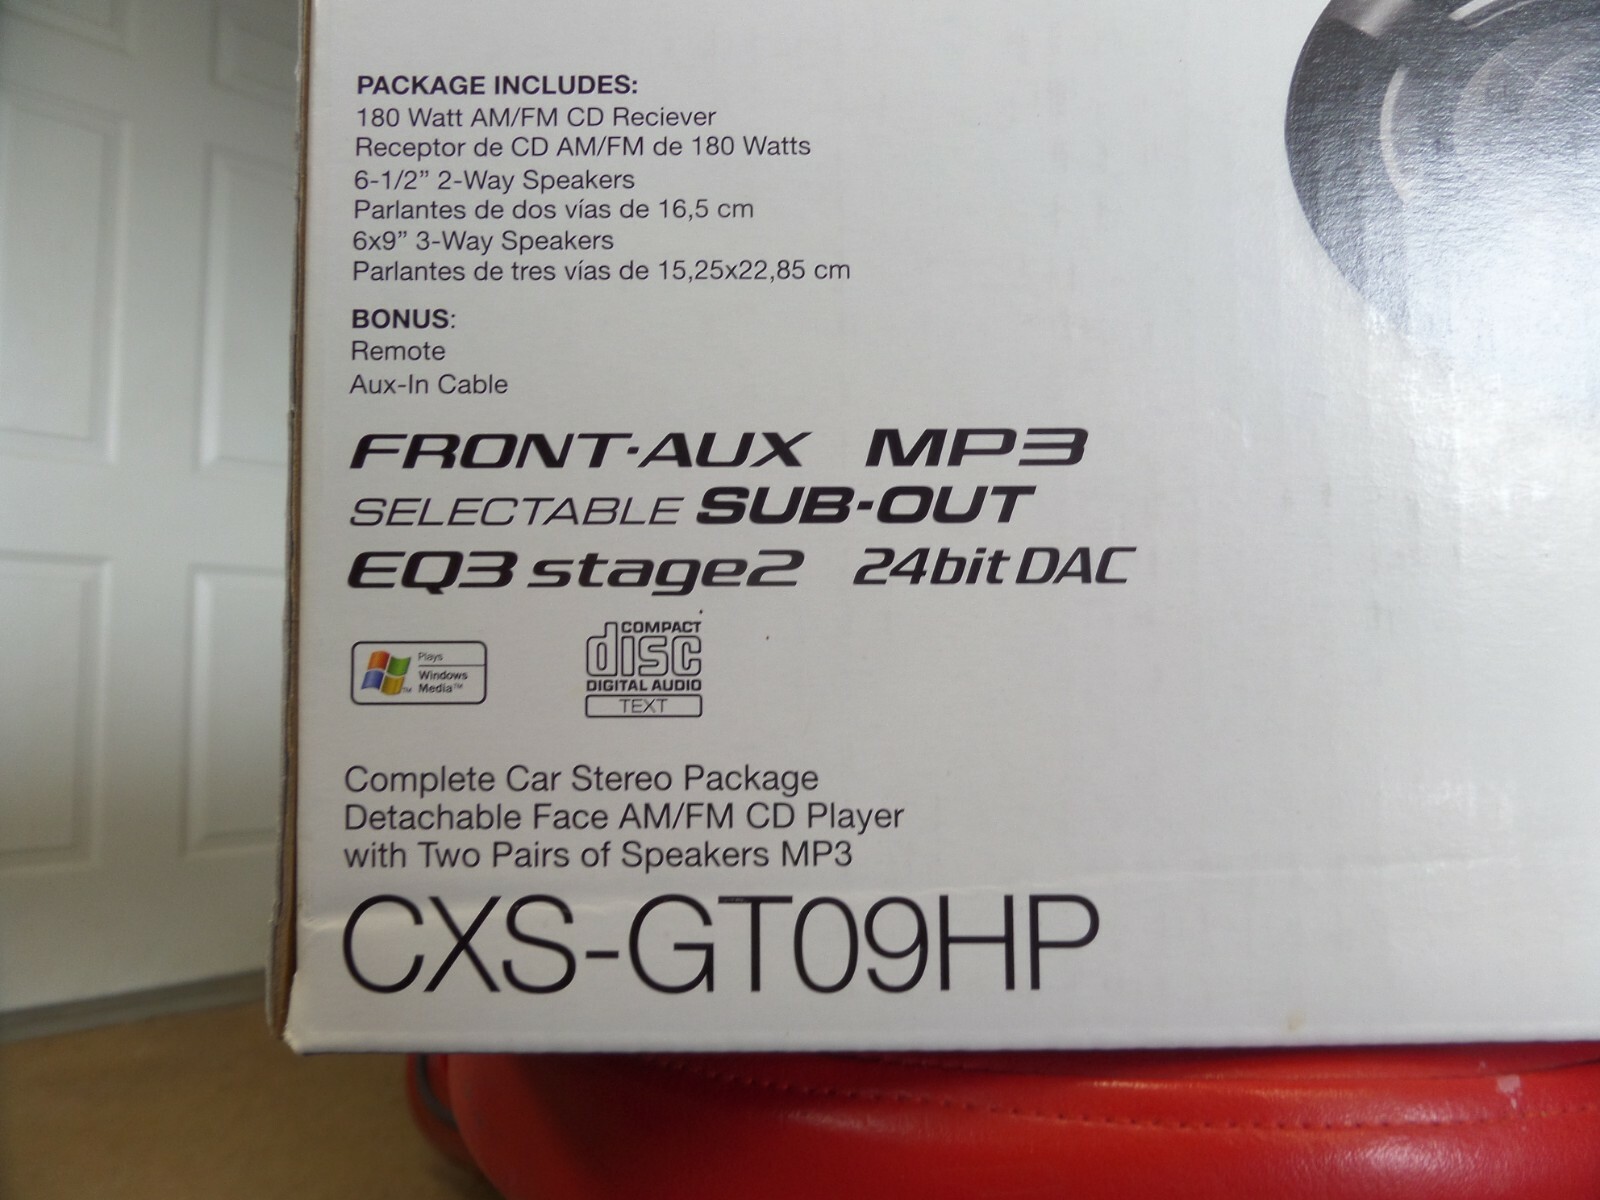 PACKAGE INCLUDES:
180 Watt AM/FM CD Reciever
Receptor de CD AM/FM de 180 Watts
6-1/2" 2-Way Speakers
Parlantes de dos vías de 16,5 cm
6x9" 3-Way Speakers
Parlantes de tres vías de 15,25x22,85 cm
BONUS:
Remote
Aux-In Cable
FRONT-AUX MP3
SELECTABLE SUB-OUT
EQ3 stage2 24bit DAC
Plays
Windows
Media™
COMPACT
disc
DIGITAL AUDIO
TEXT
Complete Car Stereo Package
Detachable Face AM/FM CD Player
with Two Pairs of Speakers MP3
CXS-GT09HP